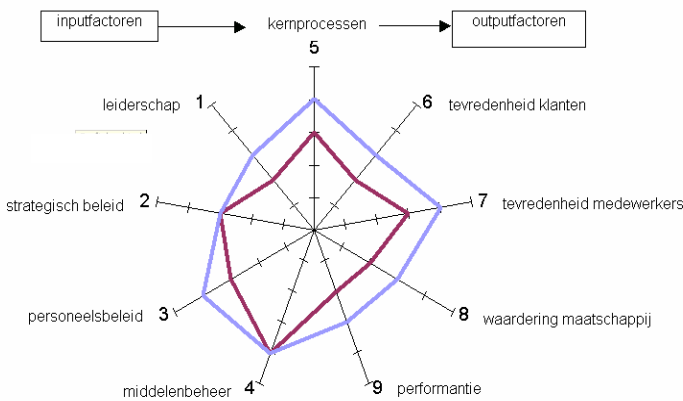 inputfactoren
kernprocessen
outputfactoren
5
leiderschap
1
6
tevredenheid klanten
strategisch beleid
2
7
tevredenheid medewerkers
personeelsbeleid
3
8
waardering maatschappij
middelenbeheer
4
9
performantie